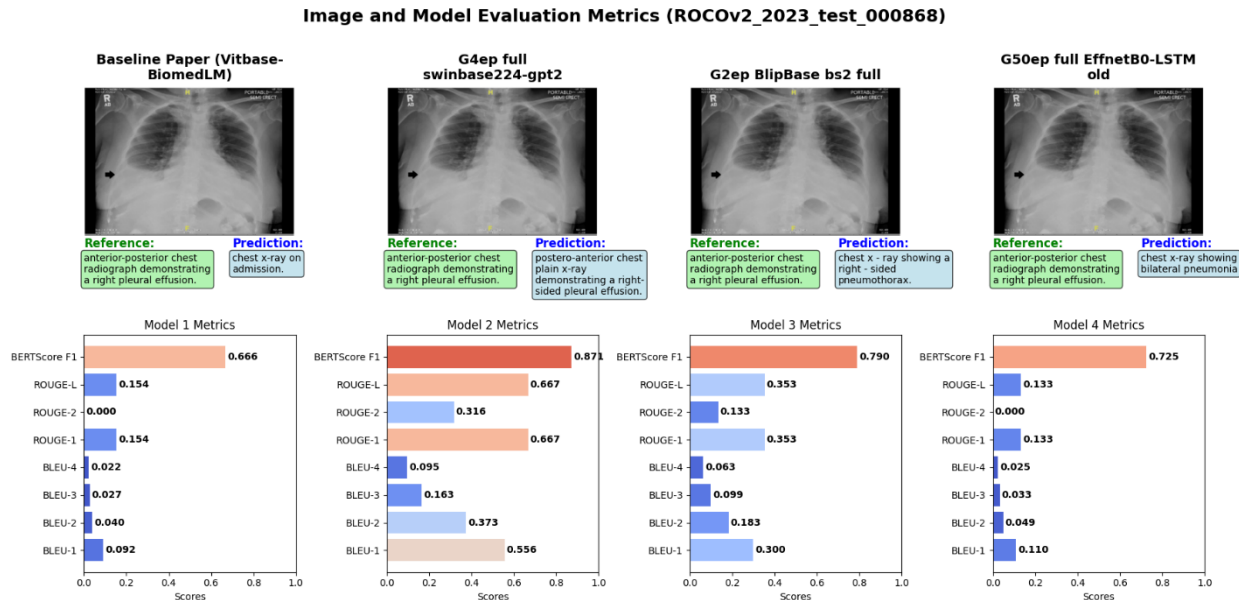 Image and Model Evaluation Metrics (ROCOv2_2023_test_000868)
Baseline Paper (Vitbase-
BiomedLM)
R
PORTABLE
Reference:
anterior-posterior chest
radiograph demonstrating
a right pleural effusion.
Prediction:
chest x-ray on
admission.
Model 1 Metrics
BERTScore F1
0.666
ROUGE-L
0.154
ROUGE-2
0.000
ROUGE-1
0.154
BLEU-4
0.022
BLEU-3
0.027
BLEU-2
0.040
BLEU-1
0.092
0.0 0.2 0.4 0.6 0.8 1.0
Scores
G4ep full
swinbase224-gpt2
R
PORTABLE
Reference:
anterior-posterior chest
radiograph demonstrating
a right pleural effusion.
Prediction:
postero-anterior chest
plain x-ray
demonstrating a right-
sided pleural effusion.
Model 2 Metrics
BERTScore F1
0.871
ROUGE-L
0.667
ROUGE-2
0.316
ROUGE-1
0.667
BLEU-4
0.095
BLEU-3
0.163
BLEU-2
0.373
BLEU-1
0.556
0.0 0.2 0.4 0.6 0.8 1.0
Scores
G2ep BlipBase bs2 full
R
PORTABLE
Reference:
anterior-posterior chest
radiograph demonstrating
a right pleural effusion.
Prediction:
chest x - ray showing a
right - sided
pneumothorax.
Model 3 Metrics
BERTScore F1
0.790
ROUGE-L
0.353
ROUGE-2
0.133
ROUGE-1
0.353
BLEU-4
0.063
BLEU-3
0.099
BLEU-2
0.183
BLEU-1
0.300
0.0 0.2 0.4 0.6 0.8 1.0
Scores
G50ep full EffnetB0-LSTM
old
R
PORTABLE
Reference:
anterior-posterior chest
radiograph demonstrating
a right pleural effusion.
Prediction:
chest x-ray showing
bilateral pneumonia
Model 4 Metrics
BERTScore F1
0.725
ROUGE-L
0.133
ROUGE-2
0.000
ROUGE-1
0.133
BLEU-4
0.025
BLEU-3
0.033
BLEU-2
0.049
BLEU-1
0.110
0.0 0.2 0.4 0.6 0.8 1.0
Scores